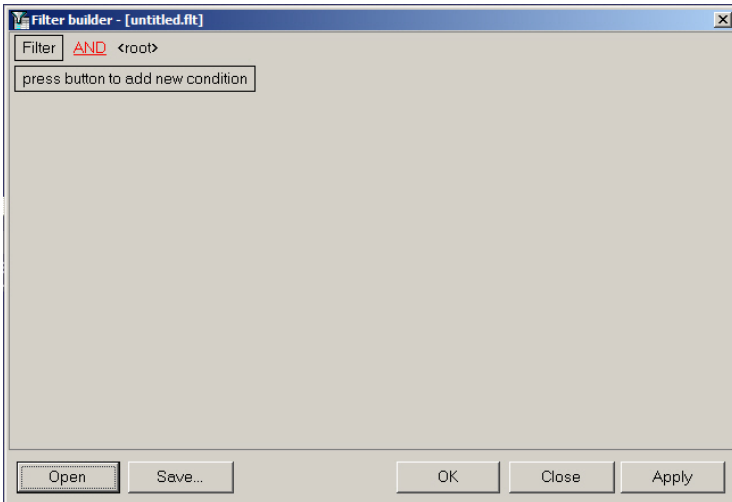 Filter builder - [untitled.flt]
Filter AND <root>
press button to add new condition
Open Save... OK Close Apply